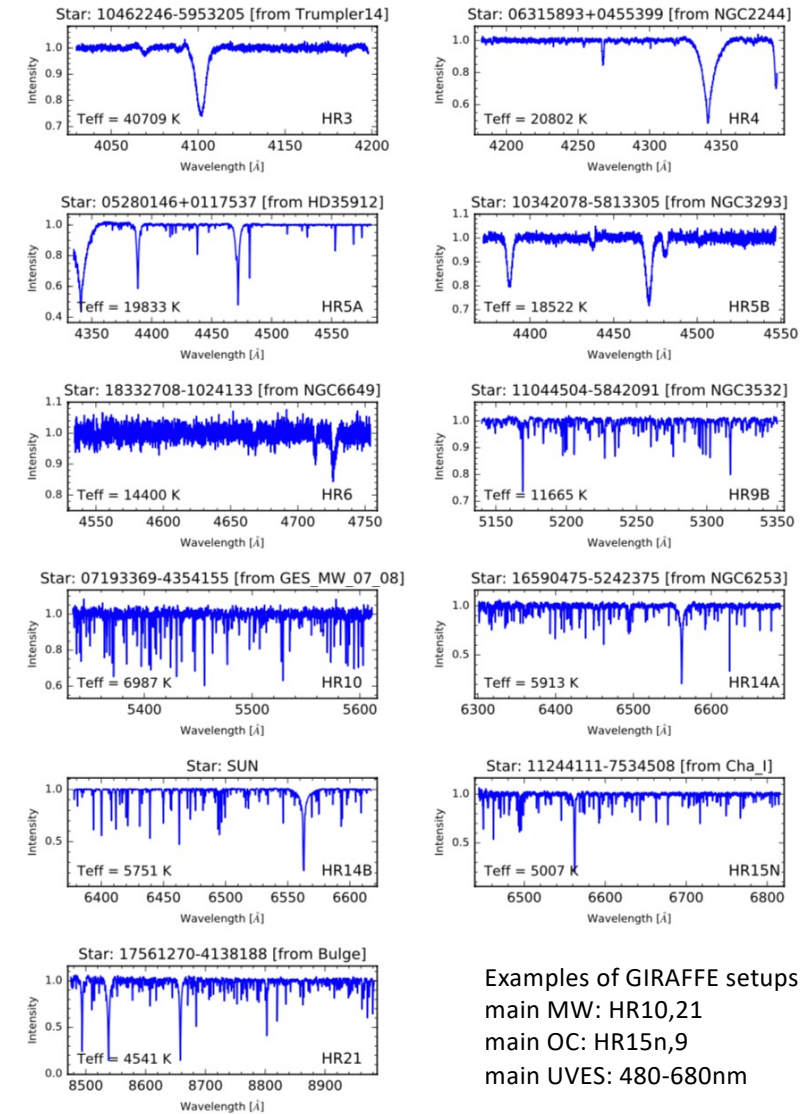 Star: 10462246-5953205 [from Trumpler14]
Intensity
1.0
0.9
0.8
0.7
Teff = 40709 K
HR3
4050 4100 4150 4200
Wavelength [Å]
Star: 06315893+0455399 [from NGC2244]
Intensity
1.0
0.8
0.6
Teff = 20802 K
HR4
4200 4250 4300 4350
Wavelength [Å]
Star: 05280146+0117537 [from HD35912]
Intensity
1.0
0.8
0.6
0.4
Teff = 19833 K
HR5A
4350 4400 4450 4500 4550
Wavelength [Å]
Star: 10342078-5813305 [from NGC3293]
Intensity
1.1
1.0
0.9
0.8
0.7
Teff = 18522 K
HR5B
4400 4450 4500 4550
Wavelength [Å]
Star: 18332708-1024133 [from NGC6649]
Intensity
1.1
1.0
0.9
0.8
Teff = 14400 K
HR6
4550 4600 4650 4700 4750
Wavelength [Å]
Star: 11044504-5842091 [from NGC3532]
Intensity
1.0
0.9
0.8
0.7
Teff = 11665 K
HR9B
5150 5200 5250 5300 5350
Wavelength [Å]
Star: 07193369-4354155 [from GES_MW_07_08]
Intensity
1.0
0.8
0.6
Teff = 6987 K
HR10
5400 5500 5600
Wavelength [Å]
Star: 16590475-5242375 [from NGC6253]
Intensity
1.0
0.5
Teff = 5913 K
HR14A
6300 6400 6500 6600
Wavelength [Å]
Star: SUN
Intensity
1.0
0.5
Teff = 5751 K
HR14B
6400 6450 6500 6550 6600
Wavelength [Å]
Star: 11244111-7534508 [from Cha_I]
Intensity
1.0
0.5
Teff = 5007 K
HR15N
6500 6600 6700 6800
Wavelength [Å]
Star: 17561270-4138188 [from Bulge]
Intensity
1.0
0.5
0.0
Teff = 4541 K
HR21
8500 8600 8700 8800 8900
Wavelength [Å]
Examples of GIRAFFE setups
main MW: HR10,21
main OC: HR15n,9
main UVES: 480-680nm